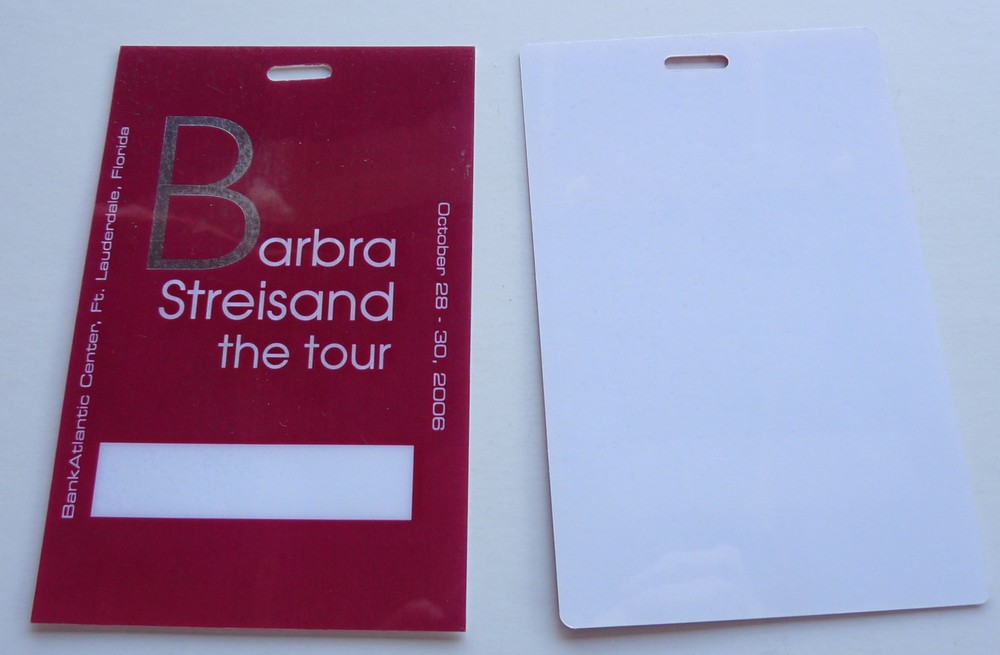 BankAtlantic Center, Ft. Lauderdale, Florida
Barbra
Streisand
the tour
October 28 - 30, 2006